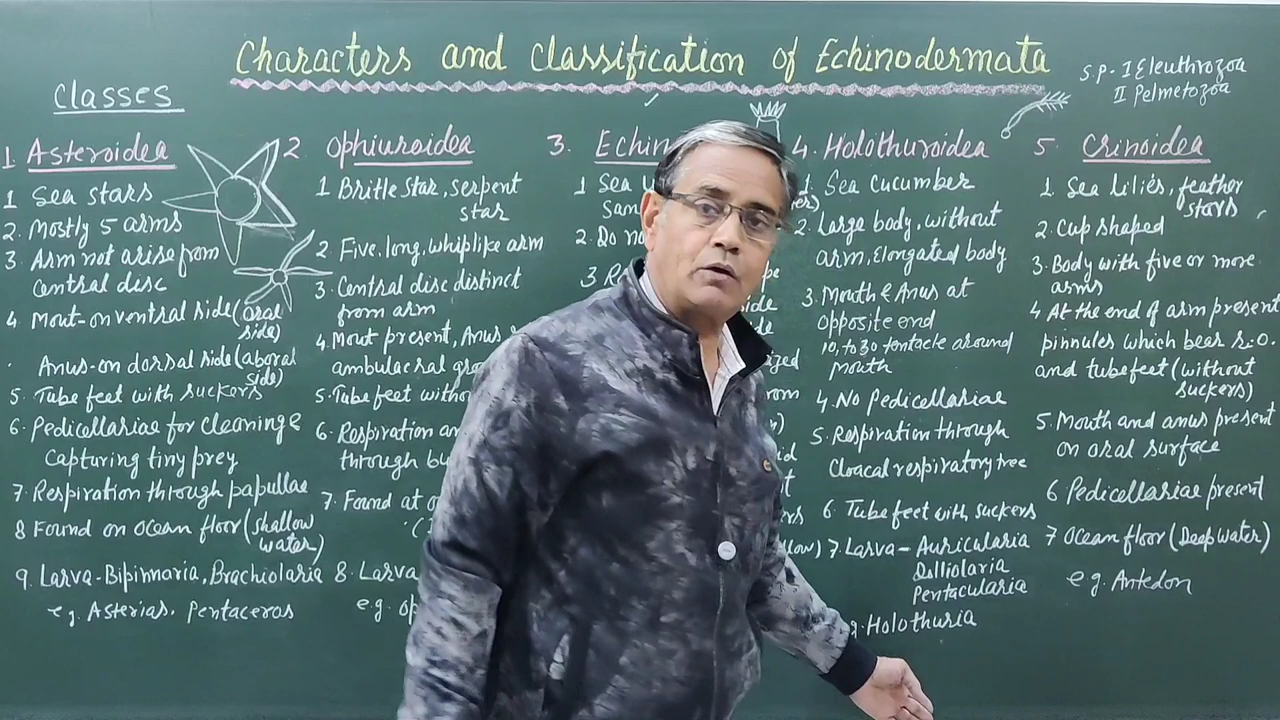 Characters and Classification of Echinodermata
S.P- I Eleuthrozoa
II Pelmetozoa
Classes
1. Asteroidea
1 Sea stars
2. Mostly 5 arms
3 Arm not arise from
Central disc
4. Mout-on ventral side (oral
side)
Anus-on dorsal side (aboral
side)
5. Tube feet with suckers
6. Pedicellariae for cleaning &
Capturing tiny prey
7. Respiration through papullae
8 Found on Ocean floor (shallow
water)
9. Larva-Bipinnaria, Brachiolaria
e.g. Asterias, Pentaceros
2 Ophiuroidea
1 Britle star, serpent
star
2. Five, long, whiplike arm
3. Central disc distinct
from arm
4. Mout present, Anus
ambulacral
5. Tube feet
6. Respiration
through
7. Found at
8. Larva
e.g.
3. Echin
1 Sea
2. Do
3
4. Holothuroidea
1. Sea Cucumber
2. Large body, without
arm, Elongated body
3. Mouth & Anus at
Opposite end
10, to 30 tentacle around
mouth
4. No Pedicellariae
5. Respiration through
Cloacal respiratory tree
6. Tube feet with suckers
7. Larva - Auricularia
Dolliolaria
Pentacularia
Holothuria
5 Crinoidea
1. Sea lilies, feather
stars
2. Cup shaped
3. Body with five or more
arms
4 At the end of arm present
pinnules which bear r.o.
and tubefeet (without
suckers)
5. Mouth and anus present
on oral surface
6 Pedicellariae present
7 Ocean floor (Deep water)
e.g. Antedon